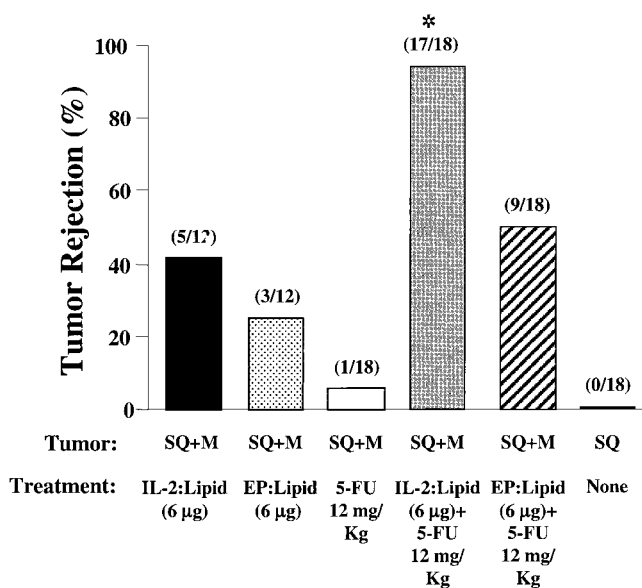 *
(17/18)
100
80
60
40
20
0
Tumor Rejection (%)
(5/12)
(3/12)
(1/18)
(9/18)
(0/18)
Tumor: SQ+M SQ+M SQ+M SQ+M SQ+M SQ
Treatment: IL-2:Lipid EP:Lipid 5-FU IL-2:Lipid EP:Lipid None
(6 µg) (6 µg) 12 mg/ (6 µg)+ (6 µg)+
Kg 5-FU 5-FU
12 mg/ 12 mg/
Kg Kg